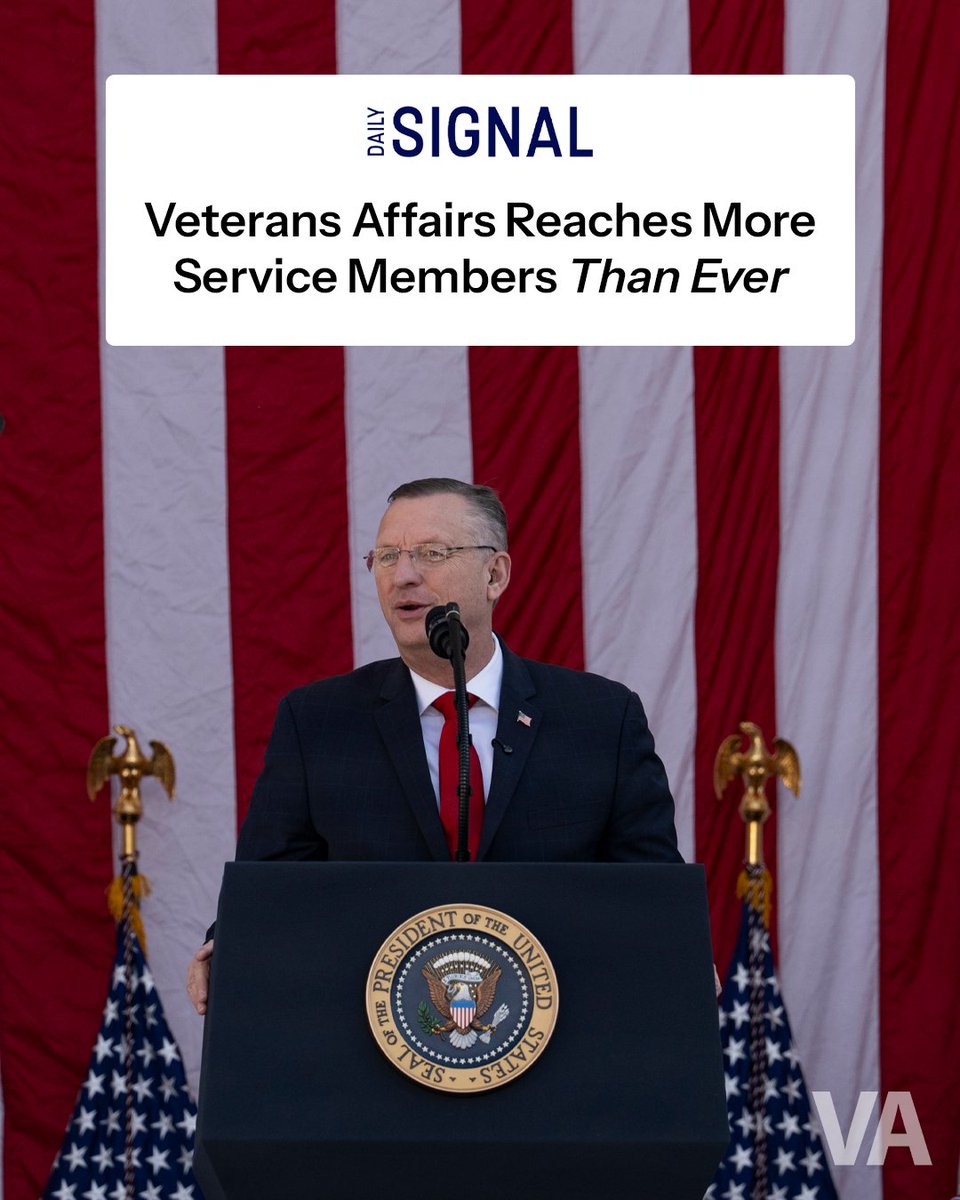 DAILY SIGNAL
Veterans Affairs Reaches More
Service Members Than Ever
SEAL OF THE PRESIDENT OF THE UNITED STATES
VA